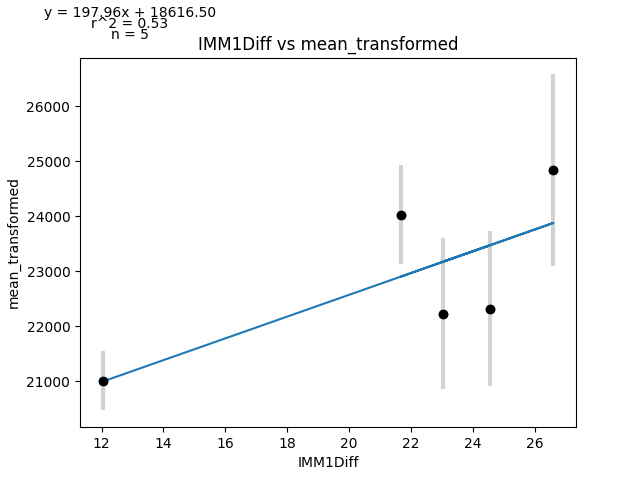 y = 197.96x + 18616.50
r^2 = 0.53
n = 5
IMM1Diff vs mean_transformed
26000
25000
24000
23000
22000
21000
mean_transformed
12 14 16 18 20 22 24 26
IMM1Diff